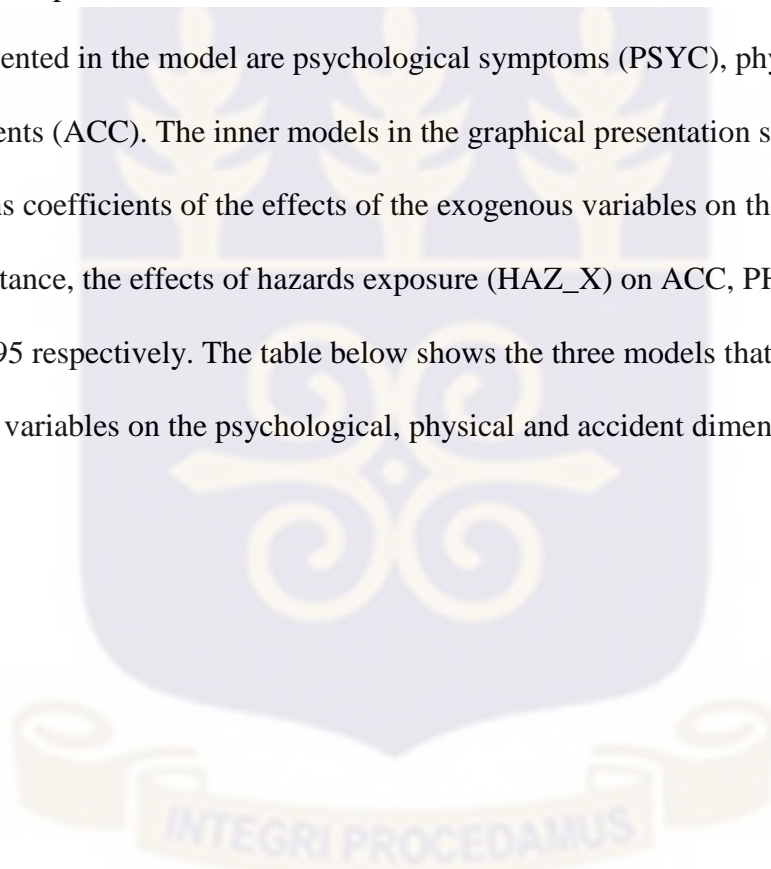 ented in the model are psychological symptoms (PSYC), phy
ents (ACC). The inner models in the graphical presentation s
ns coefficients of the effects of the exogenous variables on the
tance, the effects of hazards exposure (HAZ_X) on ACC, PH
95 respectively. The table below shows the three models that
variables on the psychological, physical and accident dimen
INTEGRI PROCEDAMUS